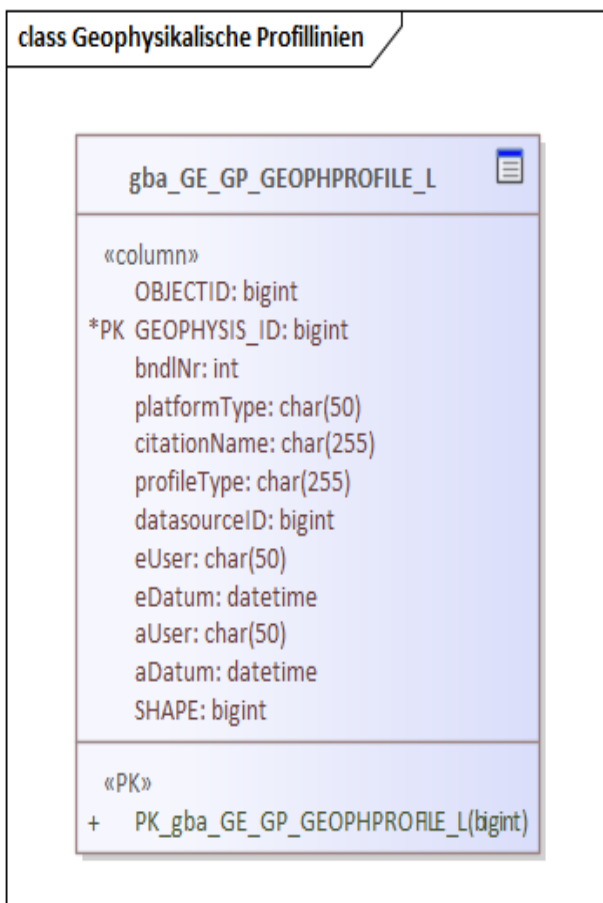 class Geophysikalische Profillinien
gba_GE_GP_GEOPHPROFILE_L
«column»
OBJECTID: bigint
*PK GEOPHYSIS_ID: bigint
bndlNr: int
platformType: char(50)
citationName: char(255)
profileType: char(255)
datasourceID: bigint
eUser: char(50)
eDatum: datetime
aUser: char(50)
aDatum: datetime
SHAPE: bigint
«PK»
+ PK_gba_GE_GP_GEOPHPROFILE_L(bigint)